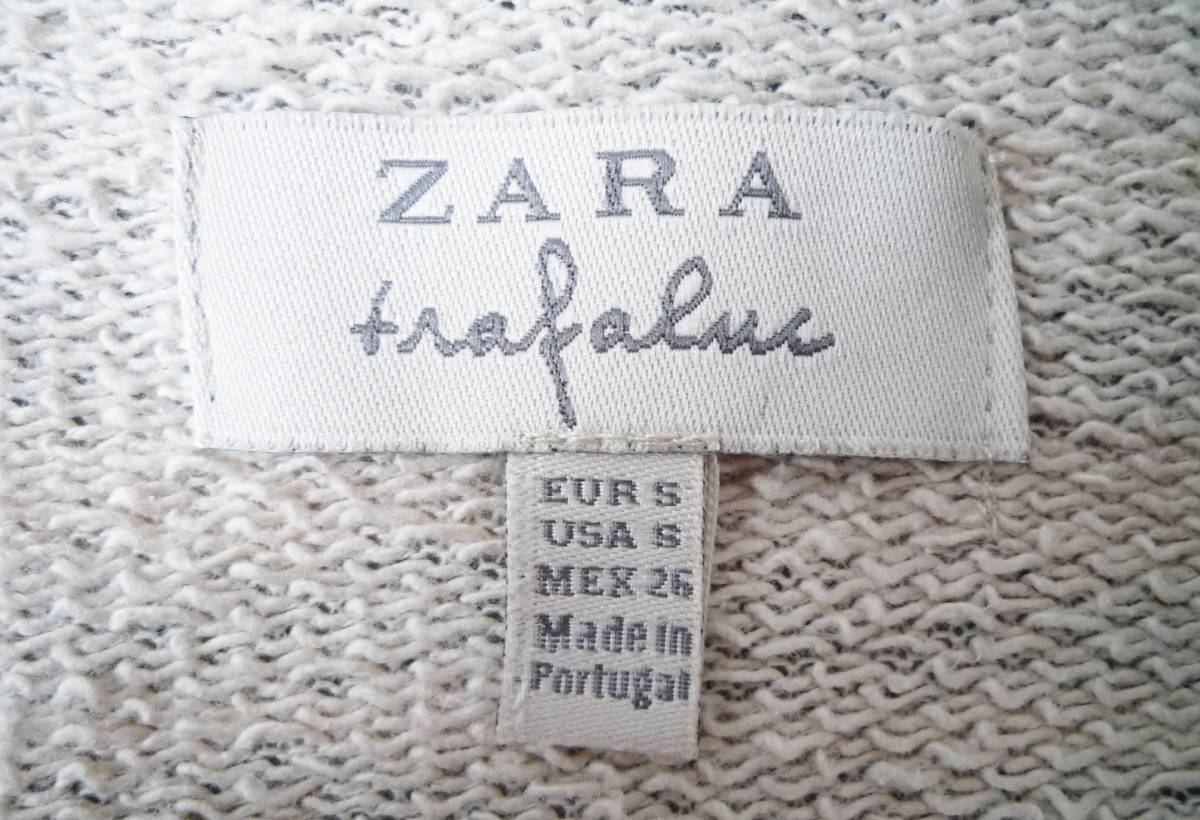 ZARA
trafaluc
EUR S
USA S
MEX 26
Made in
Portugal